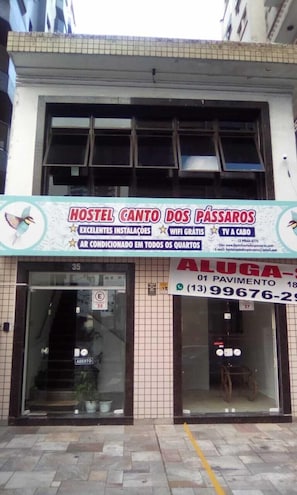 HOSTEL CANTO DOS PÁSSAROS
EXCELENTES INSTALAÇÕES WIFI GRÁTIS TV A CABO
AR CONDICIONADO EM TODOS OS QUARTOS
35
ALUGA-S
01 PAVIMENTO 18
(13) 99676-29
E
ABERTO